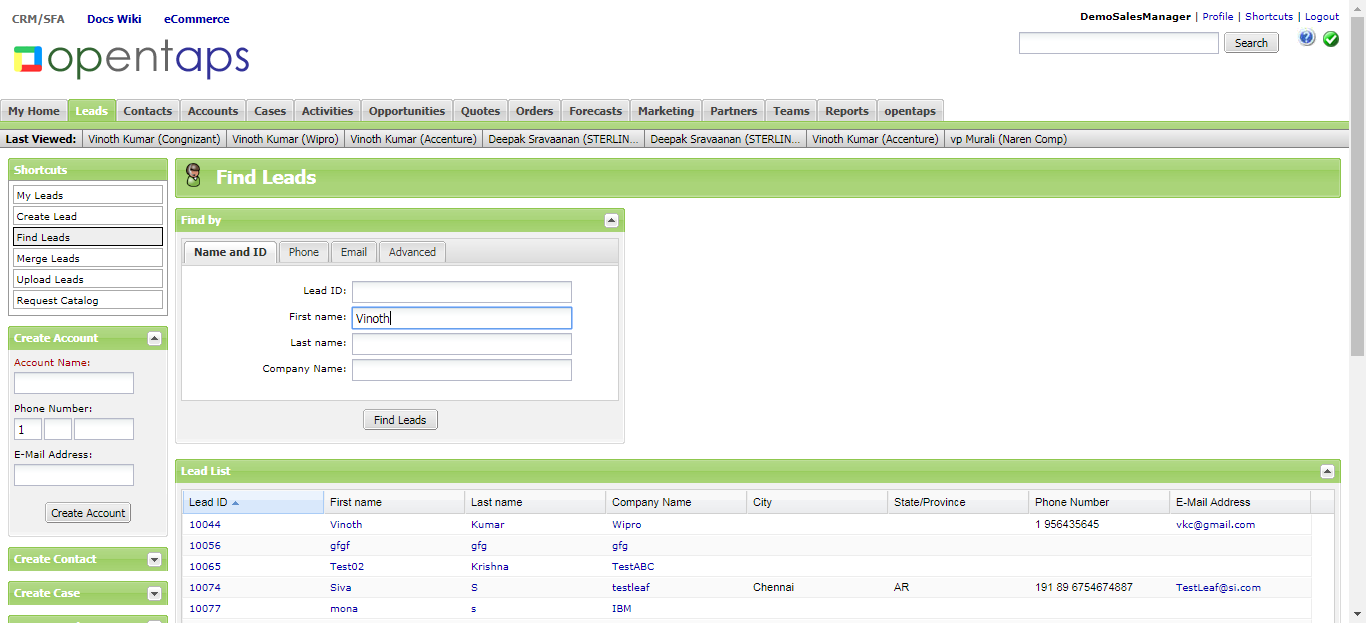 CRM/SFA Docs Wiki eCommerce
DemoSalesManager | Profile | Shortcuts | Logout
opentaps
Search
?
My Home Leads Contacts Accounts Cases Activities Opportunities Quotes Orders Forecasts Marketing Partners Teams Reports opentaps
Last Viewed: Vinoth Kumar (Congnizant) Vinoth Kumar (Wipro) Vinoth Kumar (Accenture) Deepak Sravaanan (STERLIN... Deepak Sravaanan (STERLIN... Vinoth Kumar (Accenture) vp Murali (Naren Comp)
Shortcuts
My Leads
Create Lead
Find Leads
Merge Leads
Upload Leads
Request Catalog
Create Account
Account Name:
Phone Number:
1
E-Mail Address:
Create Account
Create Contact
Create Case
Find Leads
Find by
Name and ID Phone Email Advanced
Lead ID:
First name: Vinoth
Last name:
Company Name:
Find Leads
Lead List
Lead ID First name Last name Company Name City State/Province Phone Number E-Mail Address
10044 Vinoth Kumar Wipro 1 956435645 vkc@gmail.com
10056 gfgf gfg gfg
10065 Test02 Krishna TestABC
10074 Siva S testleaf Chennai AR 191 89 6754674887 TestLeaf@si.com
10077 mona s IBM